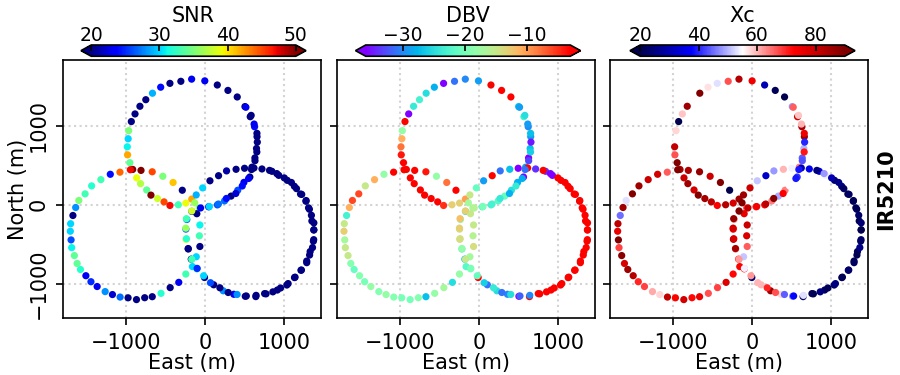 SNR DBV Xc
20 30 40 50 −30 −20 −10 20 40 60 80
North (m)
1000
0
−1000
IR5210
−1000 0 1000 −1000 0 1000 −1000 0 1000
East (m) East (m) East (m)